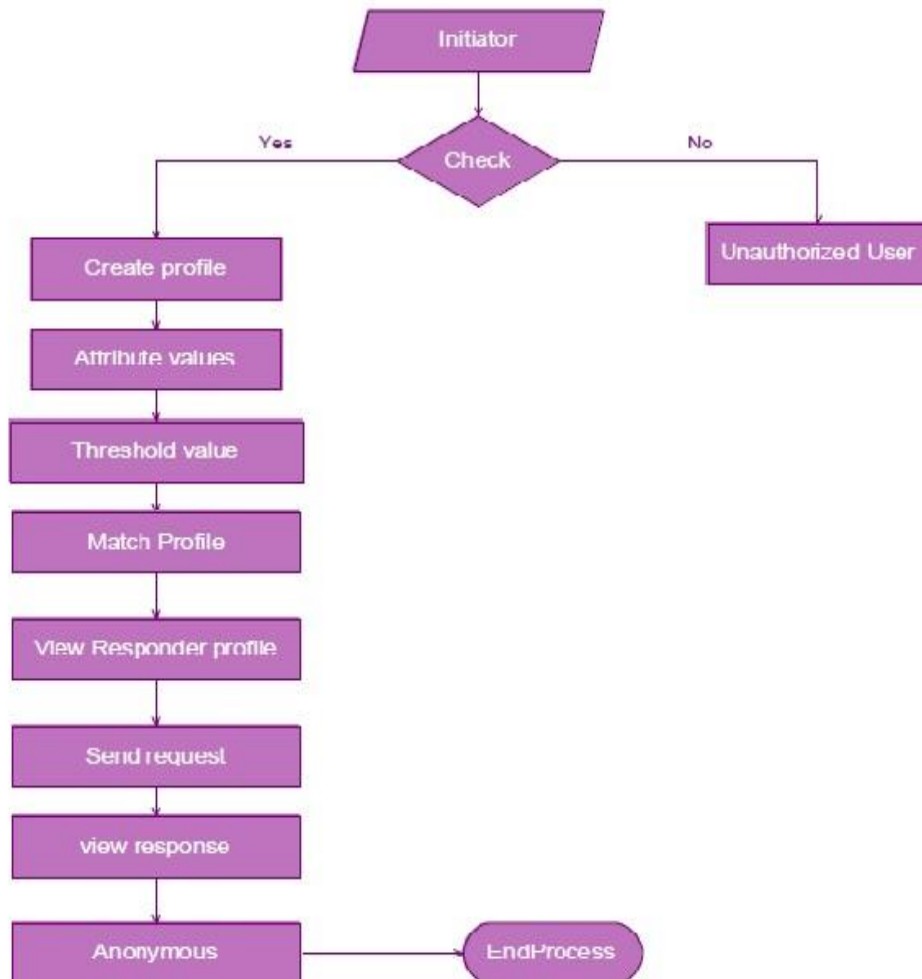 Initiator
Check
Yes
No
Create profile
Unauthorized User
Attribute values
Threshold value
Match Profile
View Responder profile
Send request
view response
Anonymous
EndProcess